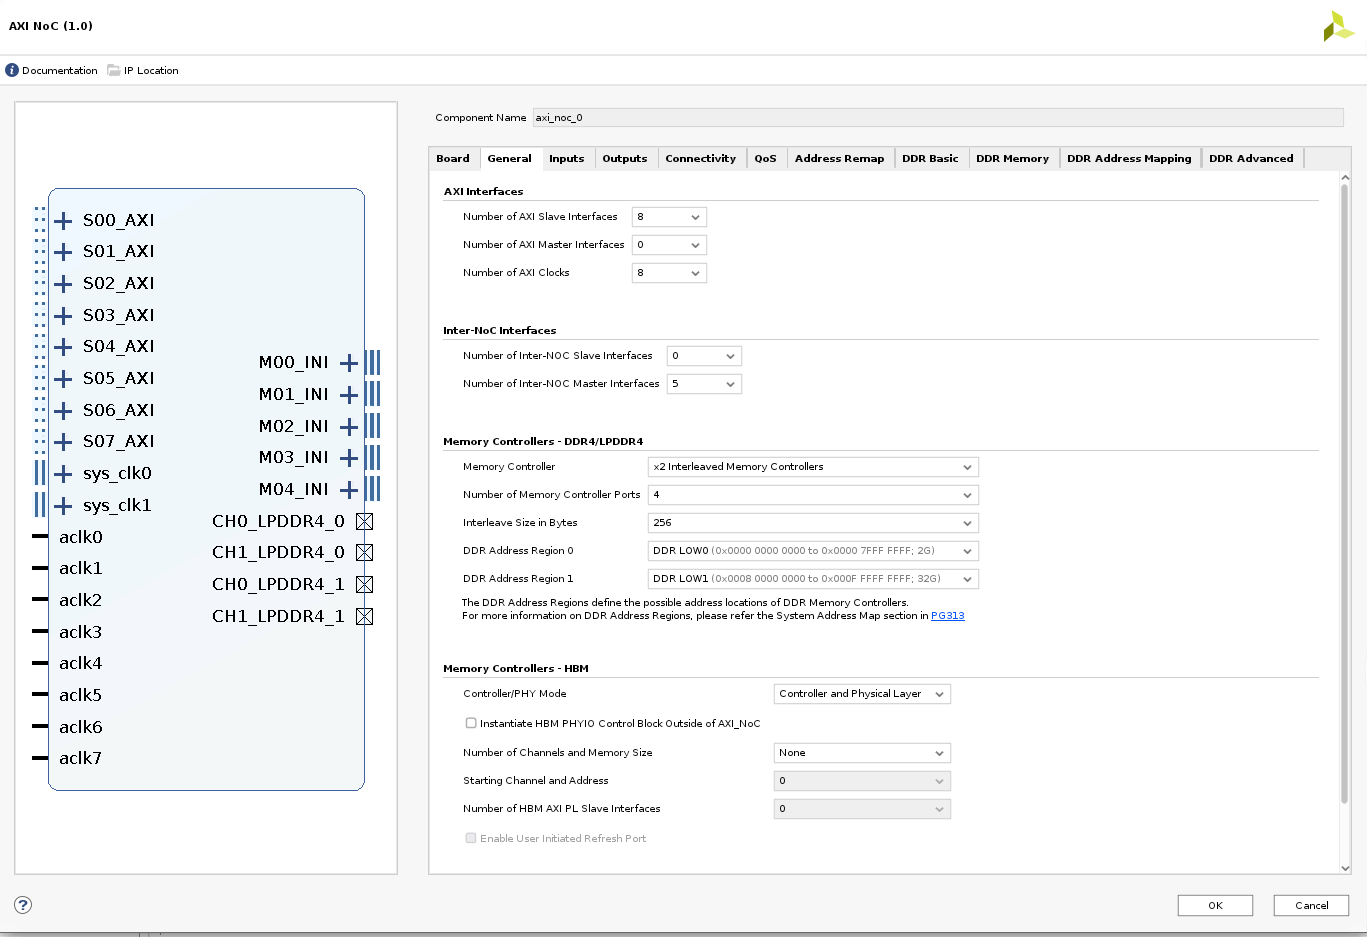 AXI NoC (1.0)
Documentation IP Location
Component Name axi_noc_0
Board General Inputs Outputs Connectivity QoS Address Remap DDR Basic DDR Memory DDR Address Mapping DDR Advanced
S00_AXI
S01_AXI
S02_AXI
S03_AXI
S04_AXI
S05_AXI
S06_AXI
S07_AXI
sys_clk0
sys_clk1
aclk0
aclk1
aclk2
aclk3
aclk4
aclk5
aclk6
aclk7
M00_INI
M01_INI
M02_INI
M03_INI
M04_INI
CH0_LPDDR4_0
CH1_LPDDR4_0
CH0_LPDDR4_1
CH1_LPDDR4_1
AXI Interfaces
Number of AXI Slave Interfaces 8
Number of AXI Master Interfaces 0
Number of AXI Clocks 8
Inter-NoC Interfaces
Number of Inter-NOC Slave Interfaces 0
Number of Inter-NOC Master Interfaces 5
Memory Controllers - DDR4/LPDDR4
Memory Controller x2 Interleaved Memory Controllers
Number of Memory Controller Ports 4
Interleave Size in Bytes 256
DDR Address Region 0 DDR LOW0 (0x0000 0000 0000 to 0x0000 7FFF FFFF; 2G)
DDR Address Region 1 DDR LOW1 (0x0008 0000 0000 to 0x000F FFFF FFFF; 32G)
The DDR Address Regions define the possible address locations of DDR Memory Controllers.
For more information on DDR Address Regions, please refer the System Address Map section in PG313
Memory Controllers - HBM
Controller/PHY Mode Controller and Physical Layer
Instantiate HBM PHYIO Control Block Outside of AXI_NoC
Number of Channels and Memory Size None
Starting Channel and Address 0
Number of HBM AXI PL Slave Interfaces 0
Enable User Initiated Refresh Port
? OK Cancel